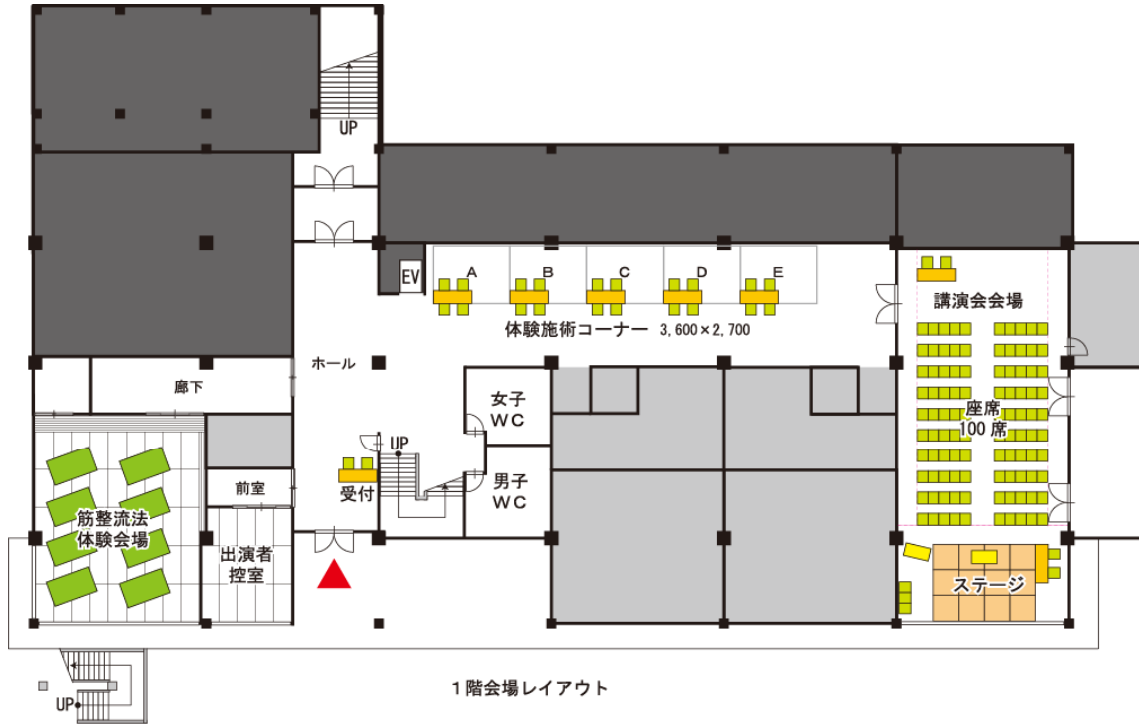 UP
EV
A
B
C
D
E
体験施術コーナー 3,600×2,700
講演会会場
ホール
廊下
女子
WC
座席
100席
UP
受付
男子
WC
前室
筋整流法
体験会場
出演者
控室
ステージ
1階会場レイアウト
UP